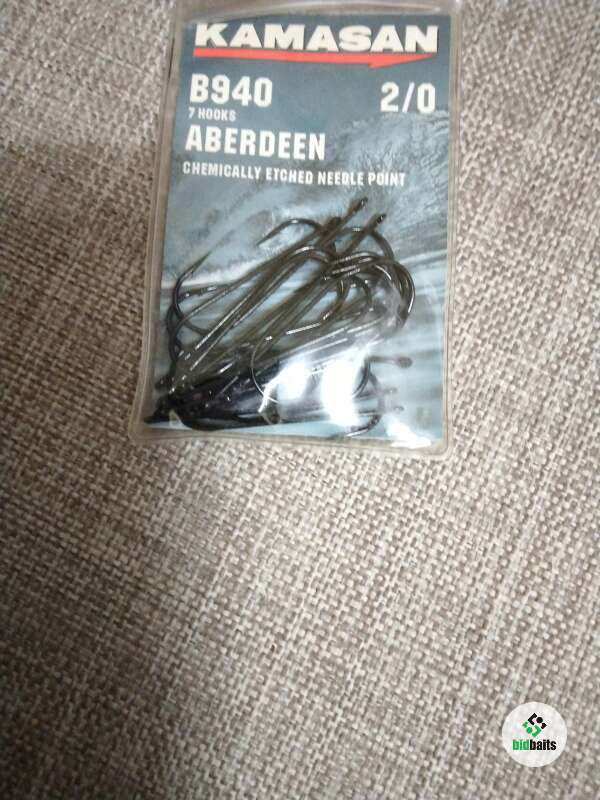 KAMASAN
B940
2/0
7 HOOKS
ABERDEEN
CHEMICALLY ETCHED NEEDLE POINT
bidbaits